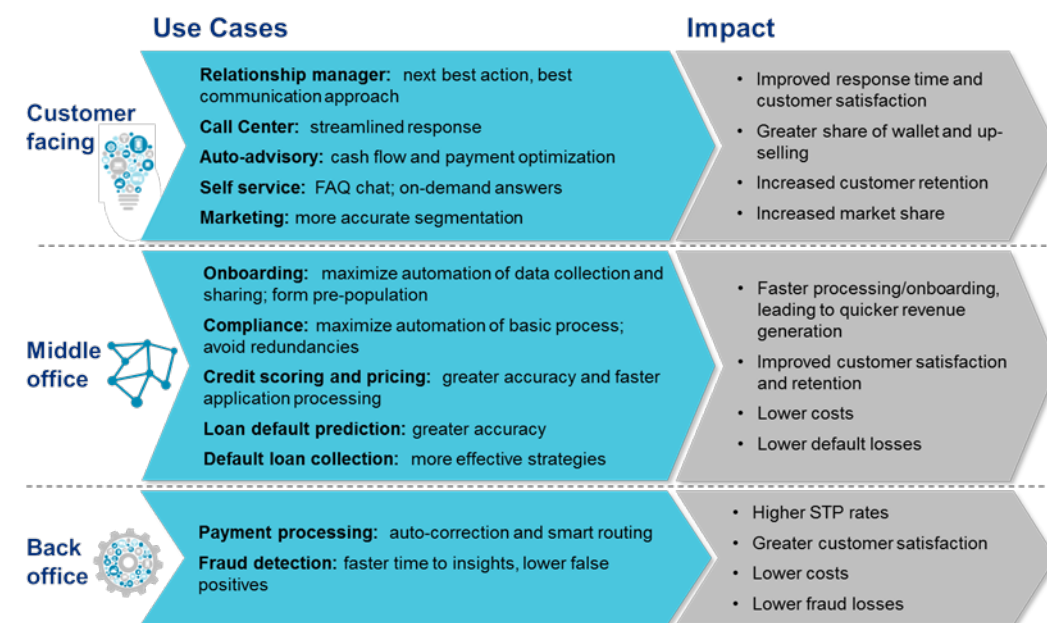 Use Cases
Impact
Customer
facing
Relationship manager: next best action, best
communication approach
Call Center: streamlined response
Auto-advisory: cash flow and payment optimization
Self service: FAQ chat; on-demand answers
Marketing: more accurate segmentation
• Improved response time and
customer satisfaction
• Greater share of wallet and up-
selling
• Increased customer retention
• Increased market share
Middle
office
Onboarding: maximize automation of data collection and
sharing; form pre-population
Compliance: maximize automation of basic process;
avoid redundancies
Credit scoring and pricing: greater accuracy and faster
application processing
Loan default prediction: greater accuracy
Default loan collection: more effective strategies
• Faster processing/onboarding,
leading to quicker revenue
generation
• Improved customer satisfaction
and retention
• Lower costs
• Lower default losses
Back
office
Payment processing: auto-correction and smart routing
Fraud detection: faster time to insights, lower false
positives
• Higher STP rates
• Greater customer satisfaction
• Lower costs
• Lower fraud losses